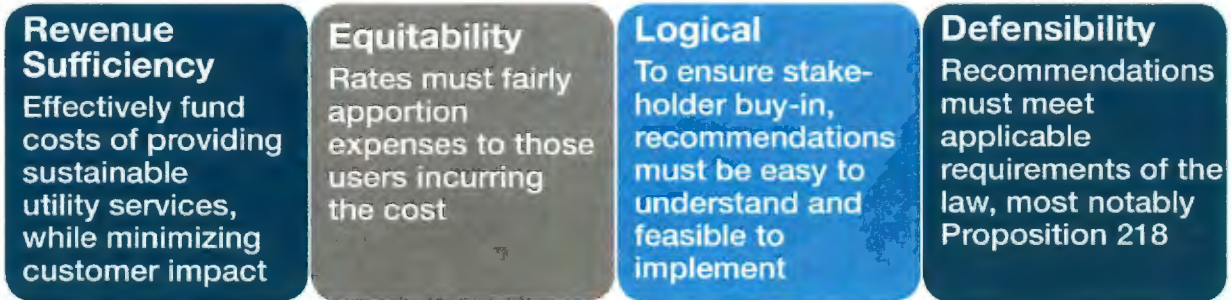 Revenue
Sufficiency
Effectively fund
costs of providing
sustainable
utility services,
while minimizing
customer impact
Equitability
Rates must fairly
apportion
expenses to those
users incurring
the cost
Logical
To ensure stake-
holder buy-in,
recommendations
must be easy to
understand and
feasible to
implement
Defensibility
Recommendations
must meet
applicable
requirements of the
law, most notably
Proposition 218